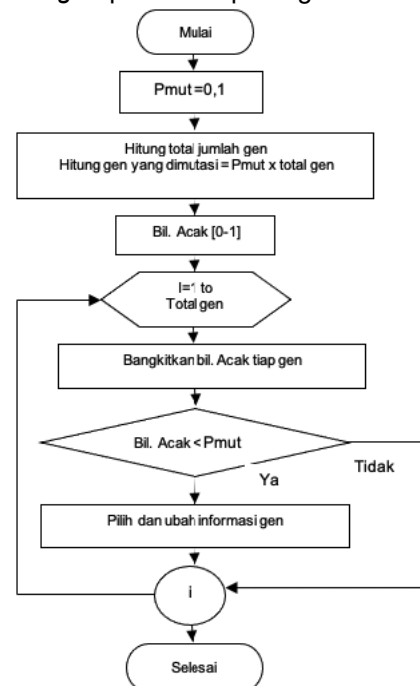 Mulai
Pmut=0,1
Hitung total jumlah gen
Hitung gen yang dimutasi = Pmut x total gen
Bil. Acak [0-1]
I=1 to
Total gen
Bangkitkan bil. Acak tiap gen
Bil. Acak < Pmut
Tidak
Ya
Pilih dan ubah informasi gen
i
Selesai